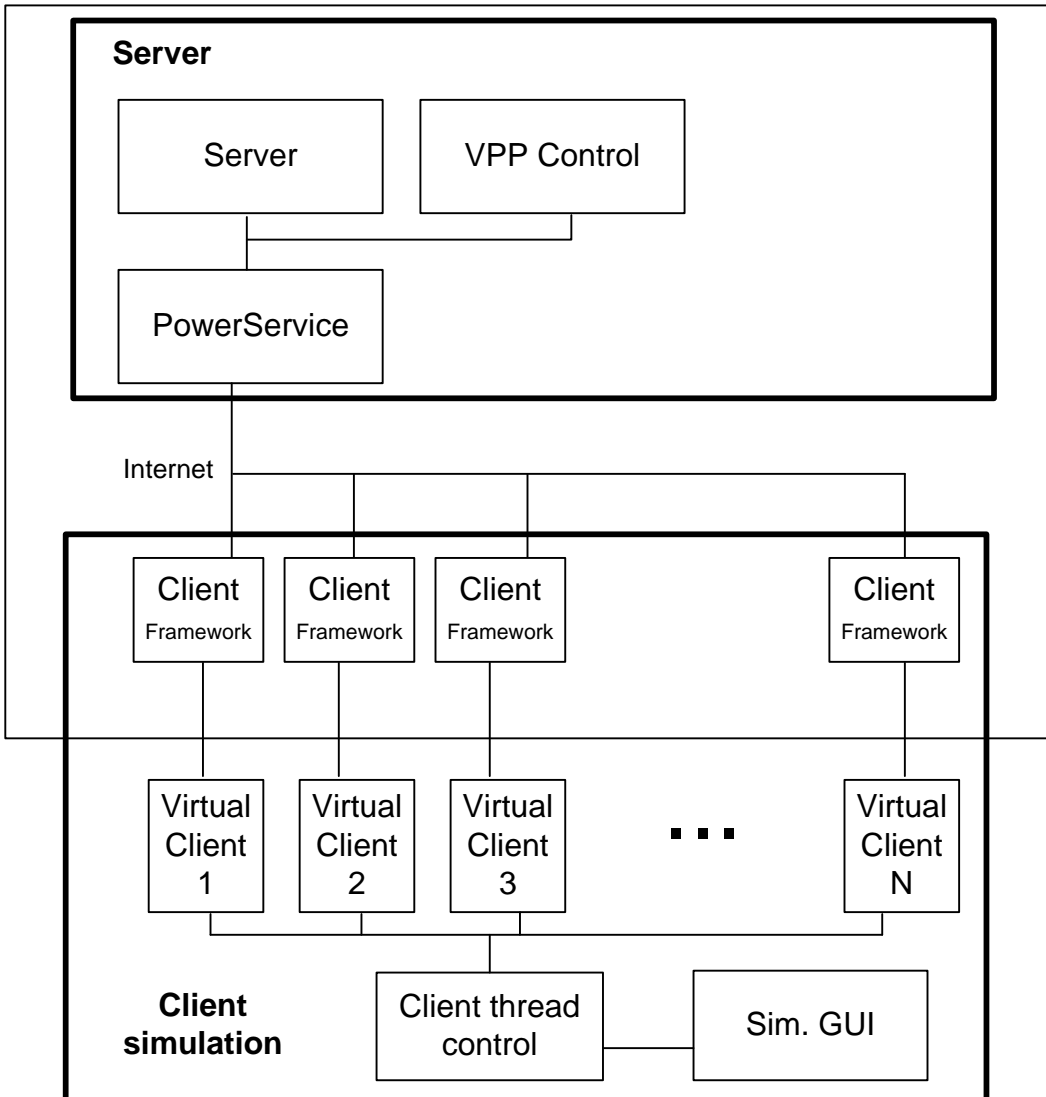 Server
Server
VPP Control
PowerService
Internet
Client
Framework
Client
Framework
Client
Framework
Client
Framework
Virtual
Client
1
Virtual
Client
2
Virtual
Client
3
...
Virtual
Client
N
Client
simulation
Client thread
control
Sim. GUI